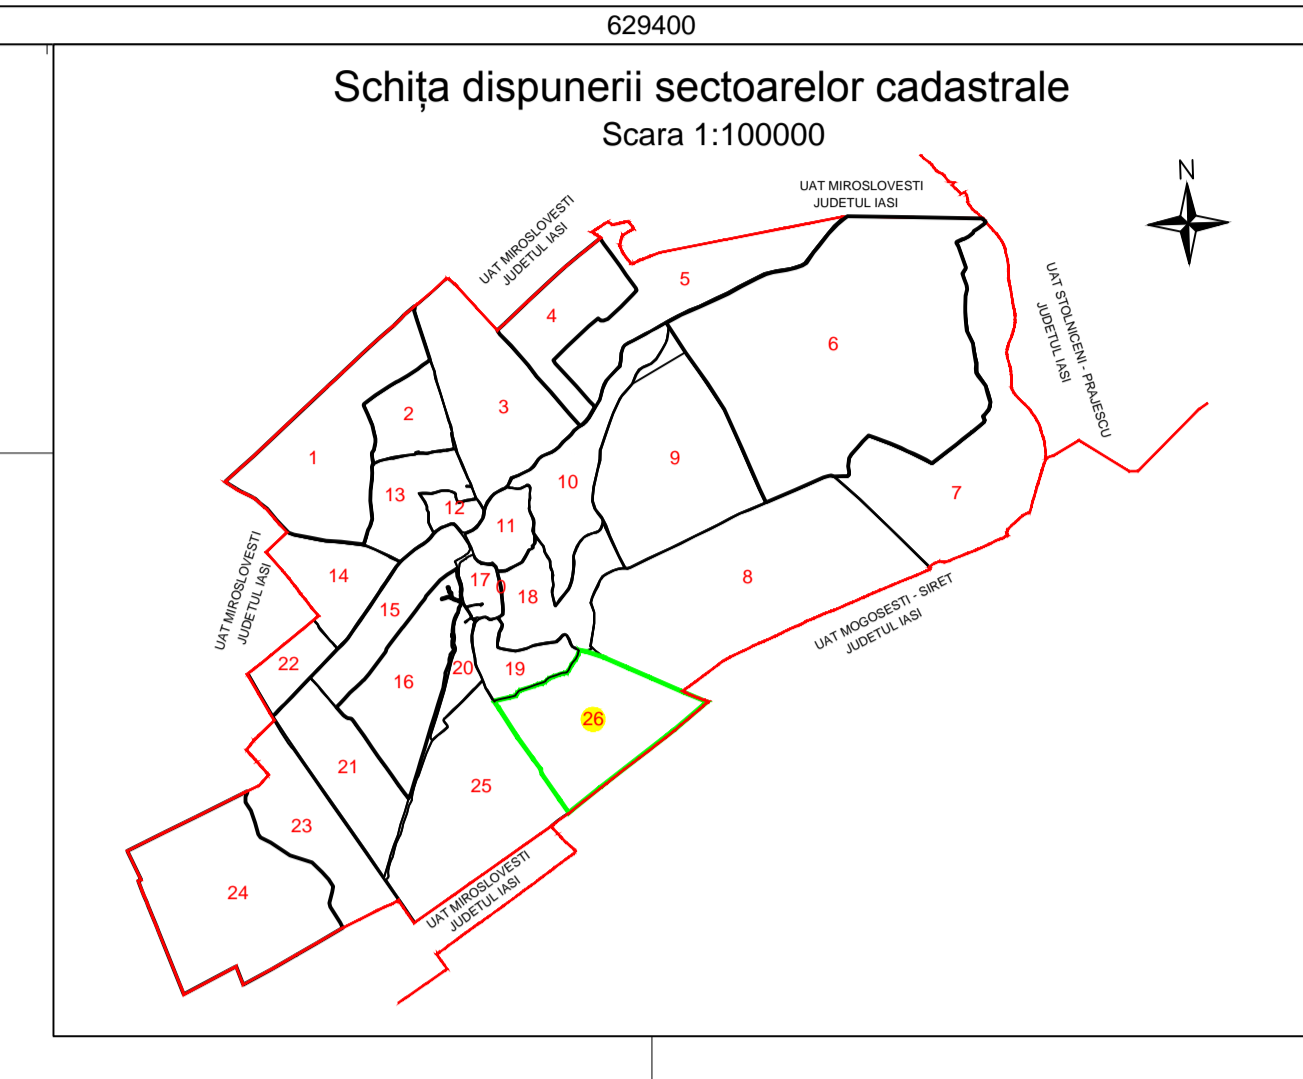 629400
Schița dispunerii sectoarelor cadastrale
Scara 1:100000
N
UAT MIROSLOVESTI
JUDETUL IASI
UAT MIROSLOVESTI
JUDETUL IASI
UAT STOLNICENI - PRAJESCU
JUDETUL IASI
5
4
6
3
2
1
9
10
13
7
12
11
14
17
0
8
18
15
UAT MIROSLOVESTI
JUDETUL IASI
UAT MOGOSESTI - SIRET
JUDETUL IASI
22
20
19
16
26
21
25
23
24
UAT MIROSLOVESTI
JUDETUL IASI